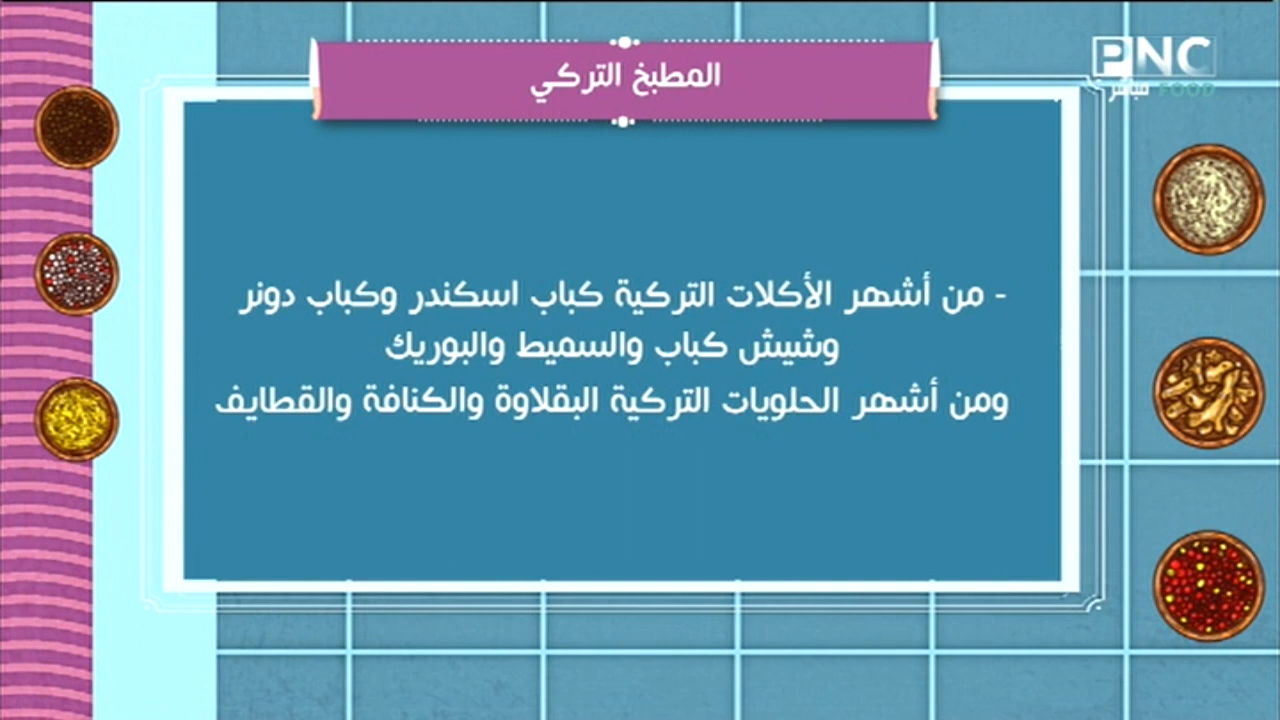 PNC
مباشر FOOD
المطبخ التركي
- من أشهر الأكلات التركية كباب اسكندر وكباب دونر
وشيش كباب والسميط والبوريك
ومن أشهر الحلويات التركية البقلاوة والكنافة والقطايف